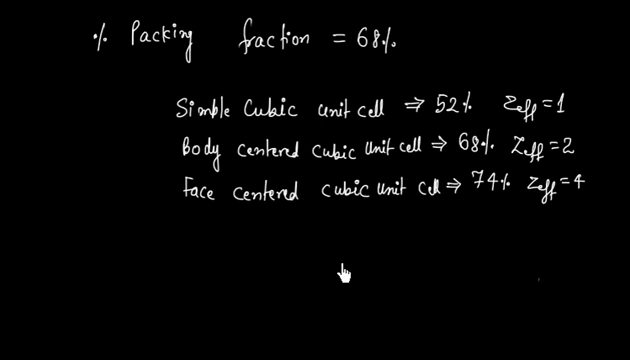 % Packing fraction = 68%
Simple Cubic unit cell ⇒ 52% Zeff = 1
Body centered cubic unit cell ⇒ 68% Zeff = 2
Face centered cubic unit cell ⇒ 74% Zeff = 4